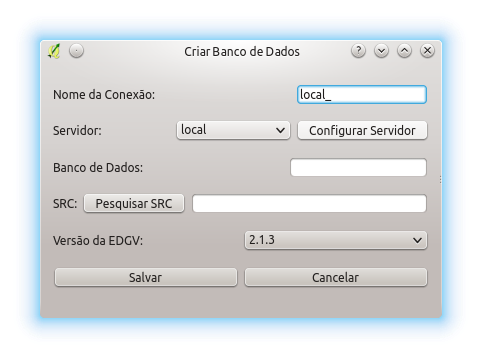 Criar Banco de Dados
Nome da Conexão: local_
Servidor: local Configurar Servidor
Banco de Dados:
SRC: Pesquisar SRC
Versão da EDGV: 2.1.3
Salvar Cancelar